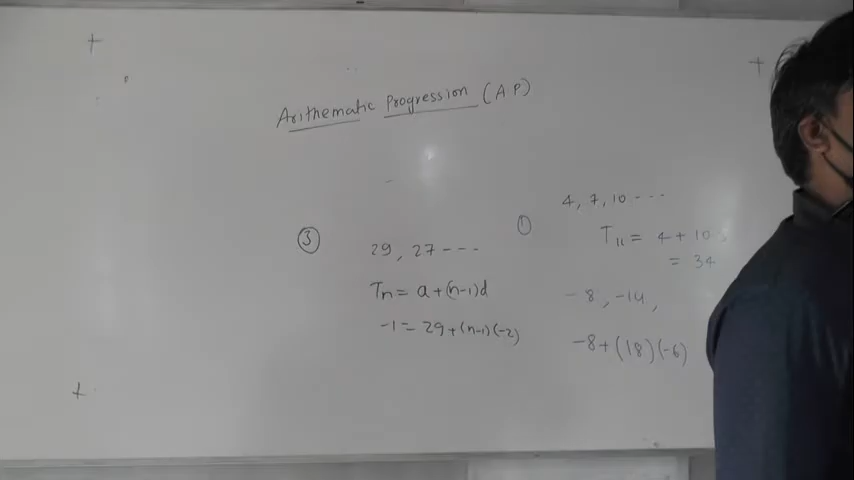 Arithematic Progression (AP)
③
29, 27 ---
Tn = a+(n-1)d
-1 = 29+(n-1)(-2)
①
4, 7, 10 ---
T11 = 4+10
= 34
-8, -14,
-8+(18)(-6)